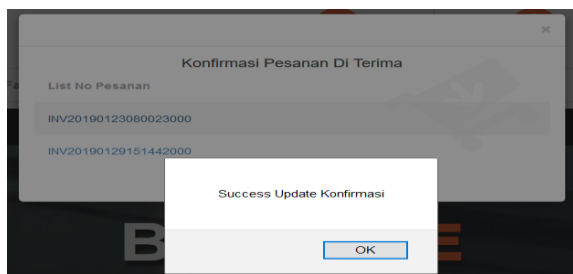 ×
Konfirmasi Pesanan Di Terima
List No Pesanan
INV20190123080023000
INV20190129151442000
Success Update Konfirmasi
OK